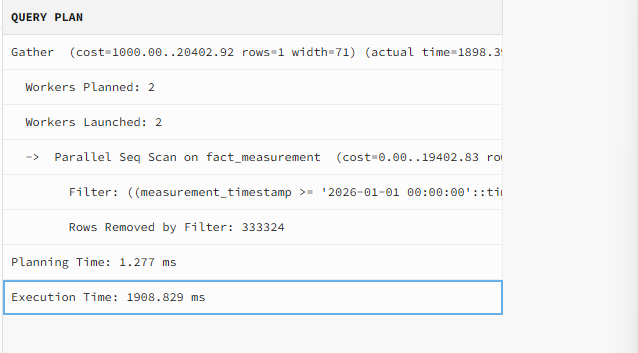 QUERY PLAN
Gather  (cost=1000.00..20402.92 rows=1 width=71) (actual time=1898.3
Workers Planned: 2
Workers Launched: 2
->  Parallel Seq Scan on fact_measurement  (cost=0.00..19402.83 ro
Filter: ((measurement_timestamp >= '2026-01-01 00:00:00'::ti
Rows Removed by Filter: 333324
Planning Time: 1.277 ms
Execution Time: 1908.829 ms